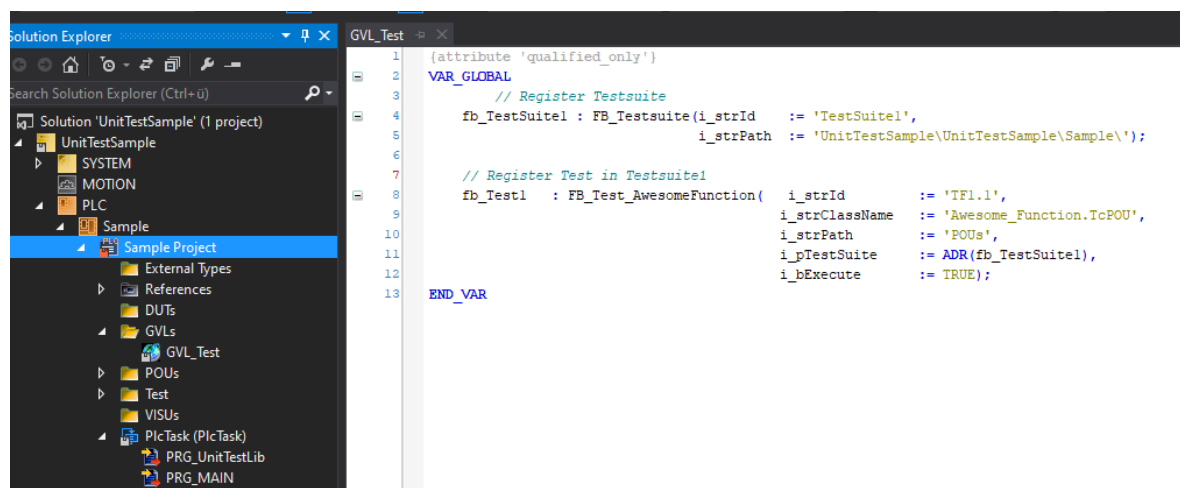 Solution Explorer
Search Solution Explorer (Ctrl+ü)
Solution 'UnitTestSample' (1 project)
UnitTestSample
SYSTEM
MOTION
PLC
Sample
Sample Project
External Types
References
DUTs
GVLs
GVL_Test
POUs
Test
VISUs
PlcTask (PlcTask)
PRG_UnitTestLib
PRG_MAIN
GVL_Test
1 {attribute 'qualified_only'}
2 VAR_GLOBAL
3 // Register Testsuite
4 fb_TestSuite1 : FB_Testsuite(i_strId := 'TestSuite1',
5 i_strPath := 'UnitTestSample\UnitTestSample\Sample\');
6
7 // Register Test in Testsuite1
8 fb_Test1 : FB_Test_AwesomeFunction( i_strId := 'TF1.1',
9 i_strClassName := 'Awesome_Function.TcPOU',
10 i_strPath := 'POUs',
11 i_pTestSuite := ADR(fb_TestSuite1),
12 i_bExecute := TRUE);
13 END_VAR